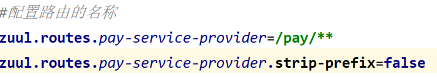 #配置路由的名称
zuul.routes.pay-service-provider=/pay/**
zuul.routes.pay-service-provider.strip-prefix=false